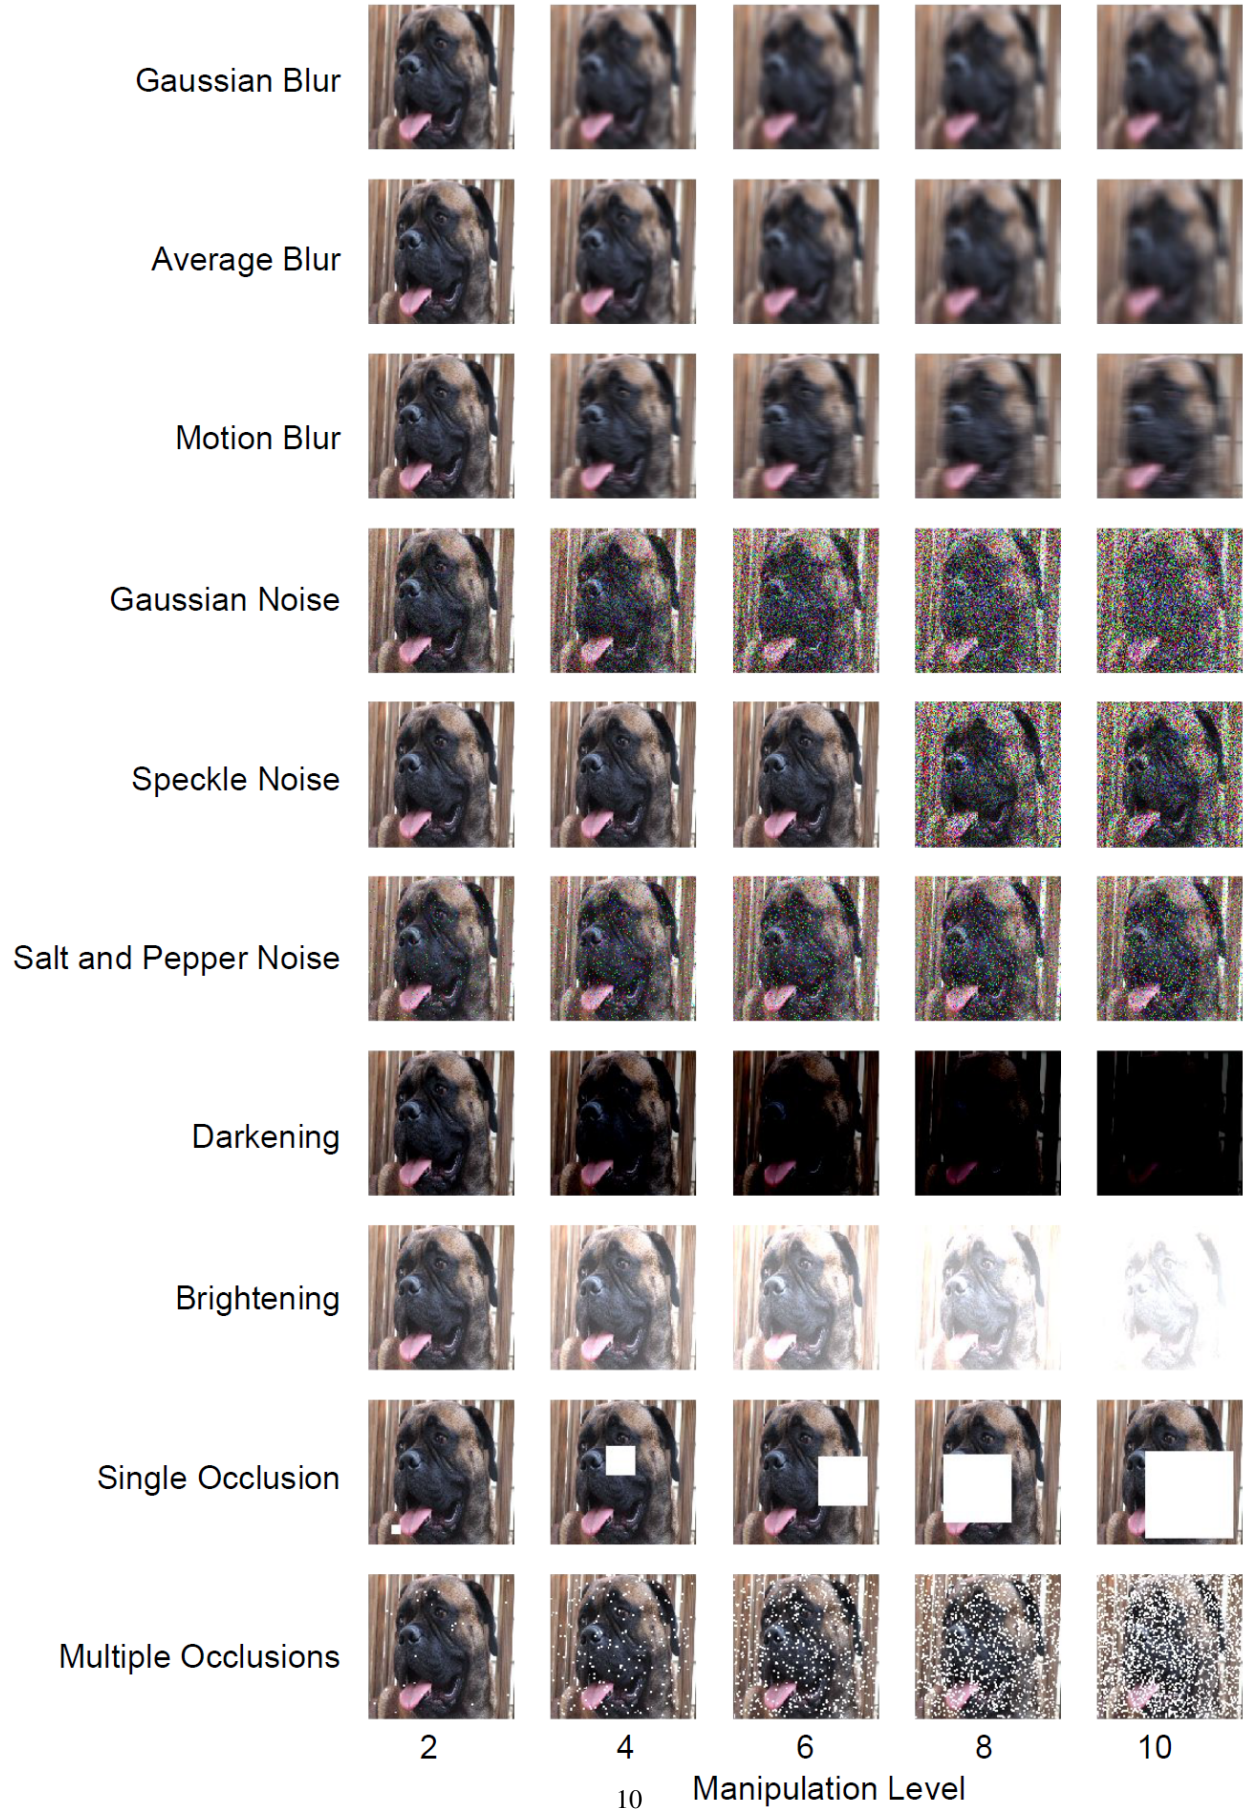 Gaussian Blur
Average Blur
Motion Blur
Gaussian Noise
Speckle Noise
Salt and Pepper Noise
Darkening
Brightening
Single Occlusion
Multiple Occlusions
2 4 6 8 10
Manipulation Level
10